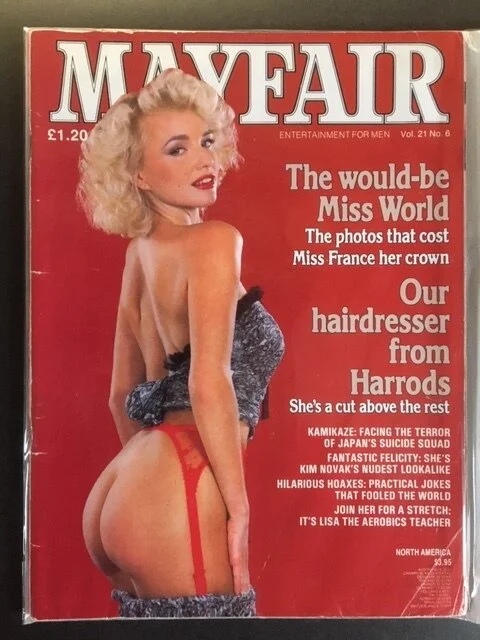 MAYFAIR
£1.20
ENTERTAINMENT FOR MEN Vol. 21 No. 6
The would-be
Miss World
The photos that cost
Miss France her crown
Our
hairdresser
from
Harrods
She's a cut above the rest
KAMIKAZE: FACING THE TERROR
OF JAPAN'S SUICIDE SQUAD
FANTASTIC FELICITY: SHE'S
KIM NOVAK'S NUDEST LOOKALIKE
HILARIOUS HOAXES: PRACTICAL JOKES
THAT FOOLED THE WORLD
JOIN HER FOR A STRETCH:
IT'S LISA THE AEROBICS TEACHER
NORTH AMERICA
$3.95